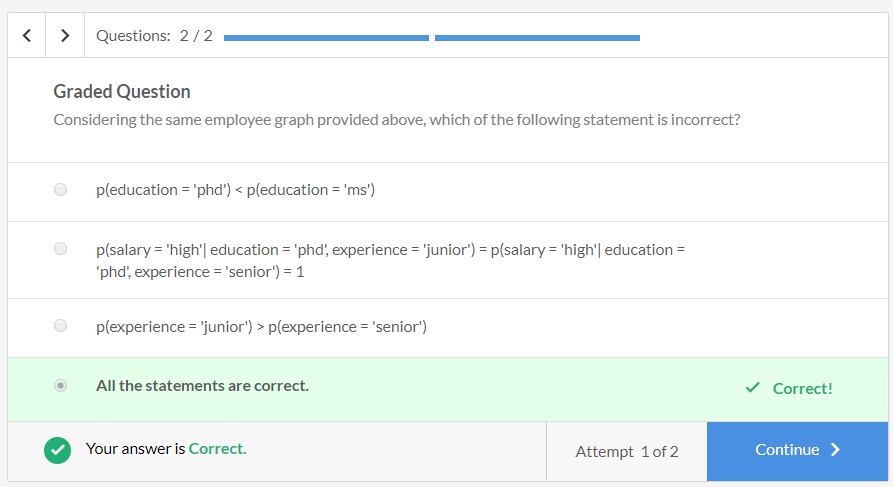 Questions: 2 / 2
Graded Question
Considering the same employee graph provided above, which of the following statement is incorrect?
p(education = 'phd') < p(education = 'ms')
p(salary = 'high'| education = 'phd', experience = 'junior') = p(salary = 'high'| education =
'phd', experience = 'senior') = 1
p(experience = 'junior') > p(experience = 'senior')
All the statements are correct.
Correct!
Your answer is Correct.
Attempt 1 of 2
Continue